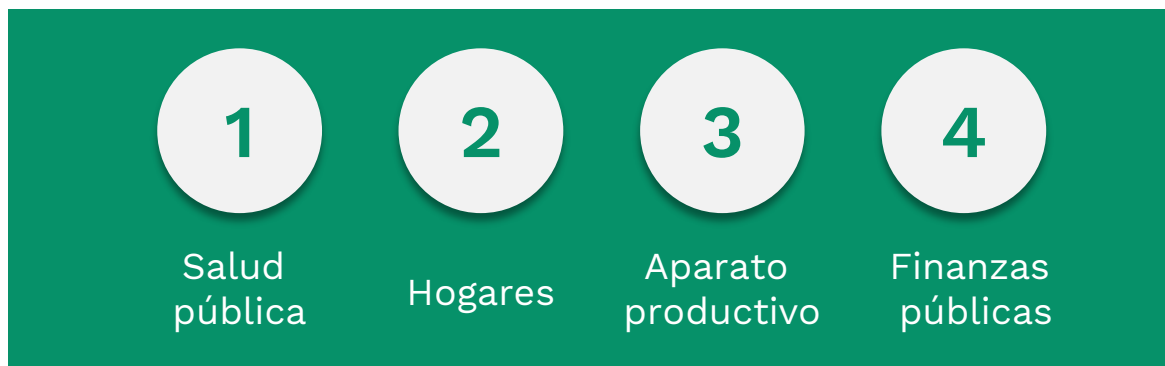 1
Salud
pública
2
Hogares
3
Aparato
productivo
4
Finanzas
públicas